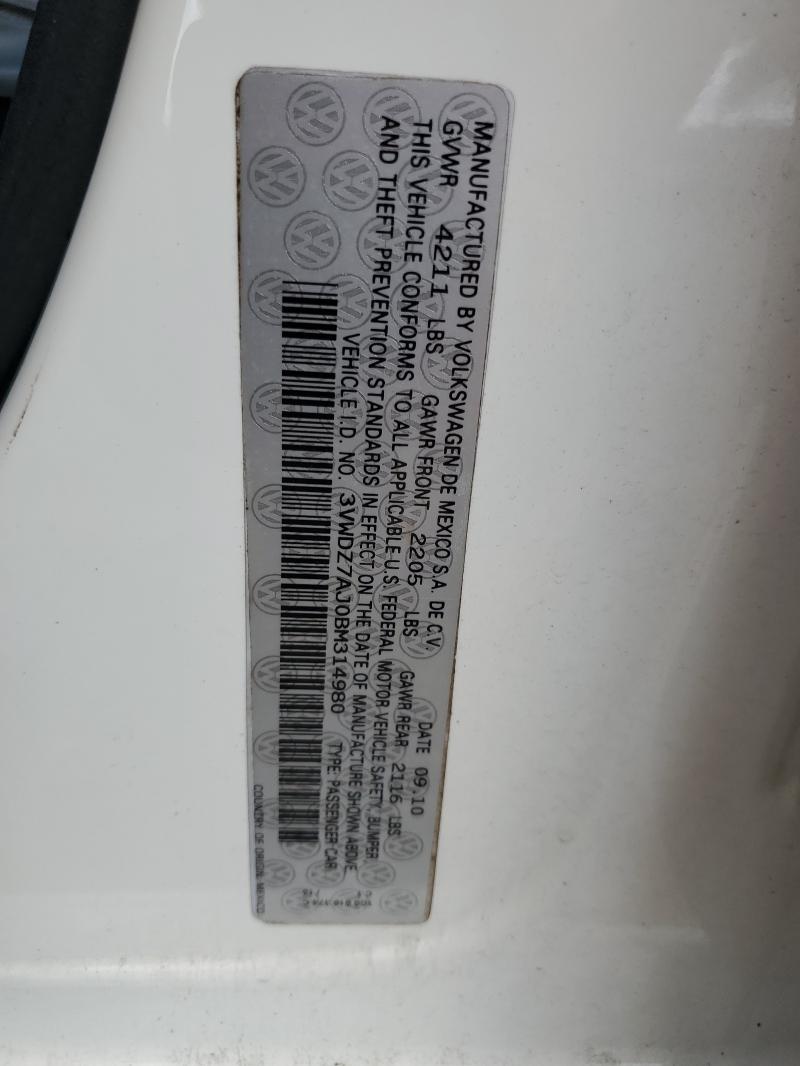 MANUFACTURED BY VOLKSWAGEN DE MEXICO S.A. DE C.V. DATE 09.10
GVWR 4211 LBS GAWR FRONT 2205 LBS GAWR REAR 2116 LBS
THIS VEHICLE CONFORMS TO ALL APPLICABLE U.S. FEDERAL MOTOR VEHICLE SAFETY, BUMPER
AND THEFT PREVENTION STANDARDS IN EFFECT ON THE DATE OF MANUFACTURE SHOWN ABOVE
VEHICLE I.D. NO. 3VWDZ7AJ0BM314980 TYPE: PASSENGER CAR
COUNTRY OF ORIGIN: MEXICO